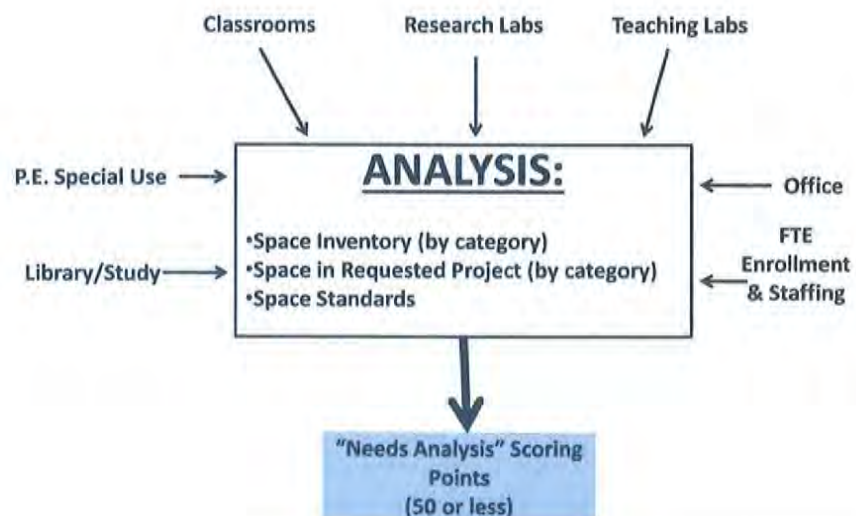 Classrooms
Research Labs
Teaching Labs
P.E. Special Use
ANALYSIS:
Office
•Space Inventory (by category)
•Space in Requested Project (by category)
•Space Standards
Library/Study
FTE
Enrollment
& Staffing
"Needs Analysis" Scoring
Points
(50 or less)